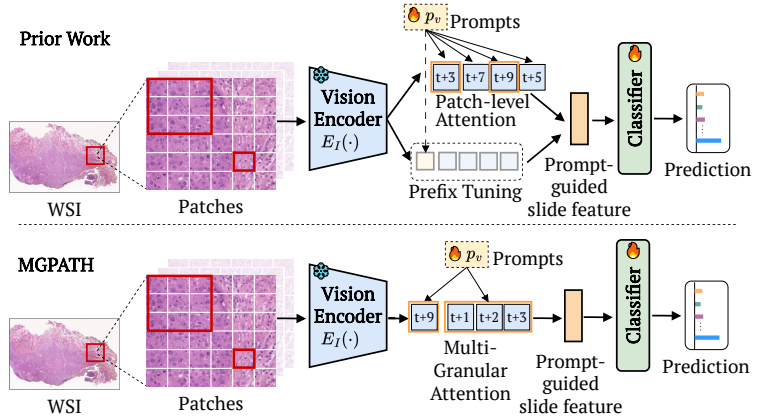 Prior Work
p_v Prompts
t+3 t+7 t+9 t+5
Patch-level
Attention
Vision
Encoder
E_I(·)
Prefix Tuning
Prompt-
guided
slide feature
Classifier
Prediction
WSI
Patches
MGPATH
p_v Prompts
Vision
Encoder
E_I(·)
t+9 t+1 t+2 t+3
Multi-
Granular
Attention
Prompt-
guided
slide feature
Classifier
Prediction
WSI
Patches